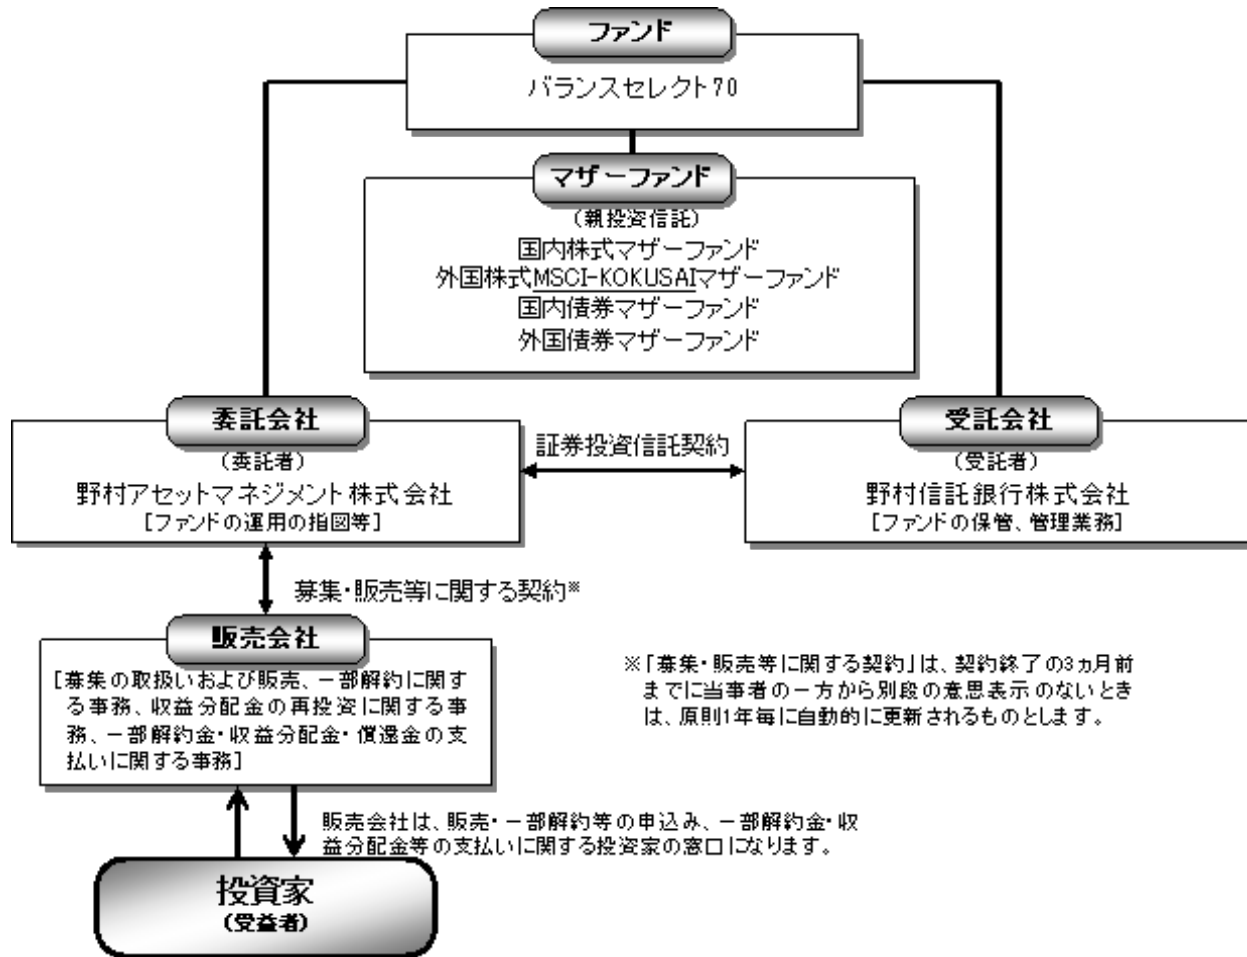 ファンド
バランスセレクト70
マザーファンド
(親投資信託)
国内株式マザーファンド
外国株式MSCI-KOKUSAIマザーファンド
国内債券マザーファンド
外国債券マザーファンド
委託会社
(委託者)
野村アセットマネジメント株式会社
[ファンドの運用の指図等]
証券投資信託契約
受託会社
(受託者)
野村信託銀行株式会社
[ファンドの保管、管理業務]
募集・販売等に関する契約※
販売会社
[募集の取扱いおよび販売、一部解約に関す
る事務、収益分配金の再投資に関する事
務、一部解約金・収益分配金・償還金の支
払いに関する事務]
※「募集・販売等に関する契約」は、契約終了の3ヵ月前
までに当事者の一方から別段の意思表示のないとき
は、原則1年毎に自動的に更新されるものとします。
販売会社は、販売・一部解約等の申込み、一部解約金・収
益分配金等の支払いに関する投資家の窓口になります。
投資家
(受益者)